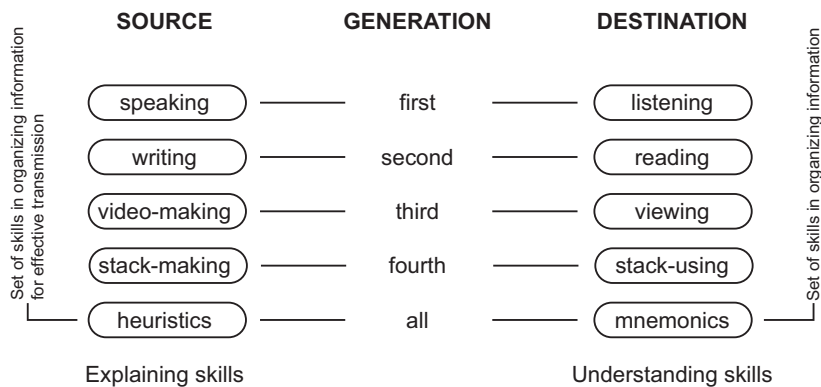 SOURCE GENERATION DESTINATION
speaking first listening
writing second reading
video-making third viewing
stack-making fourth stack-using
heuristics all mnemonics
Explaining skills Understanding skills
Set of skills in organizing information
for effective transmission
Set of skills in organizing information